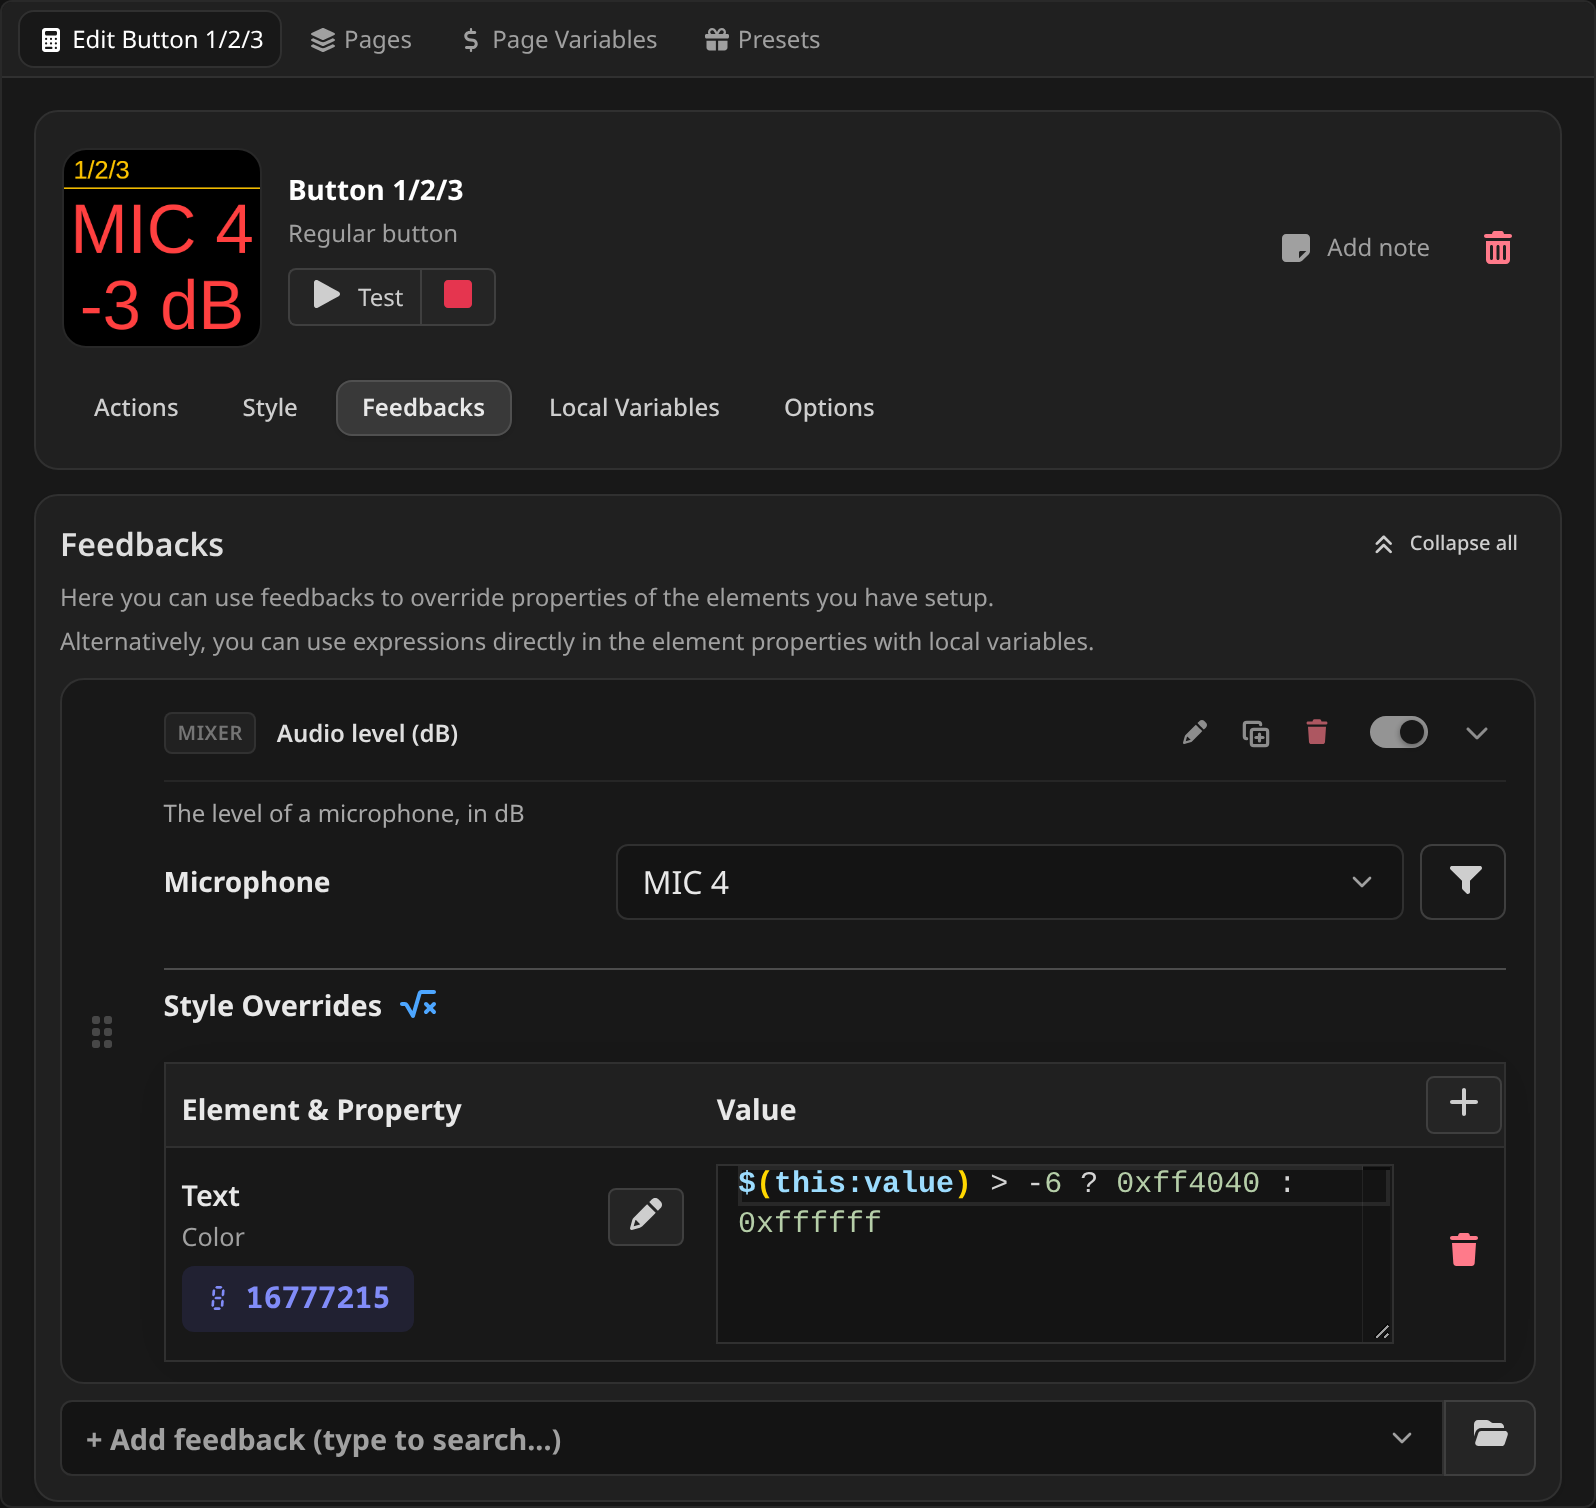 Edit Button 1/2/3
Pages
$ Page Variables
Presets
1/2/3
MIC 4
-3 dB
Button 1/2/3
Regular button
Test
Add note
Actions
Style
Feedbacks
Local Variables
Options
Feedbacks
Collapse all
Here you can use feedbacks to override properties of the elements you have setup.
Alternatively, you can use expressions directly in the element properties with local variables.
MIXER
Audio level (dB)
The level of a microphone, in dB
Microphone
MIC 4
Style Overrides
Element & Property
Value
Text
Color
16777215
$(this:value) > -6 ? 0xff4040 :
0xffffff
+ Add feedback (type to search...)